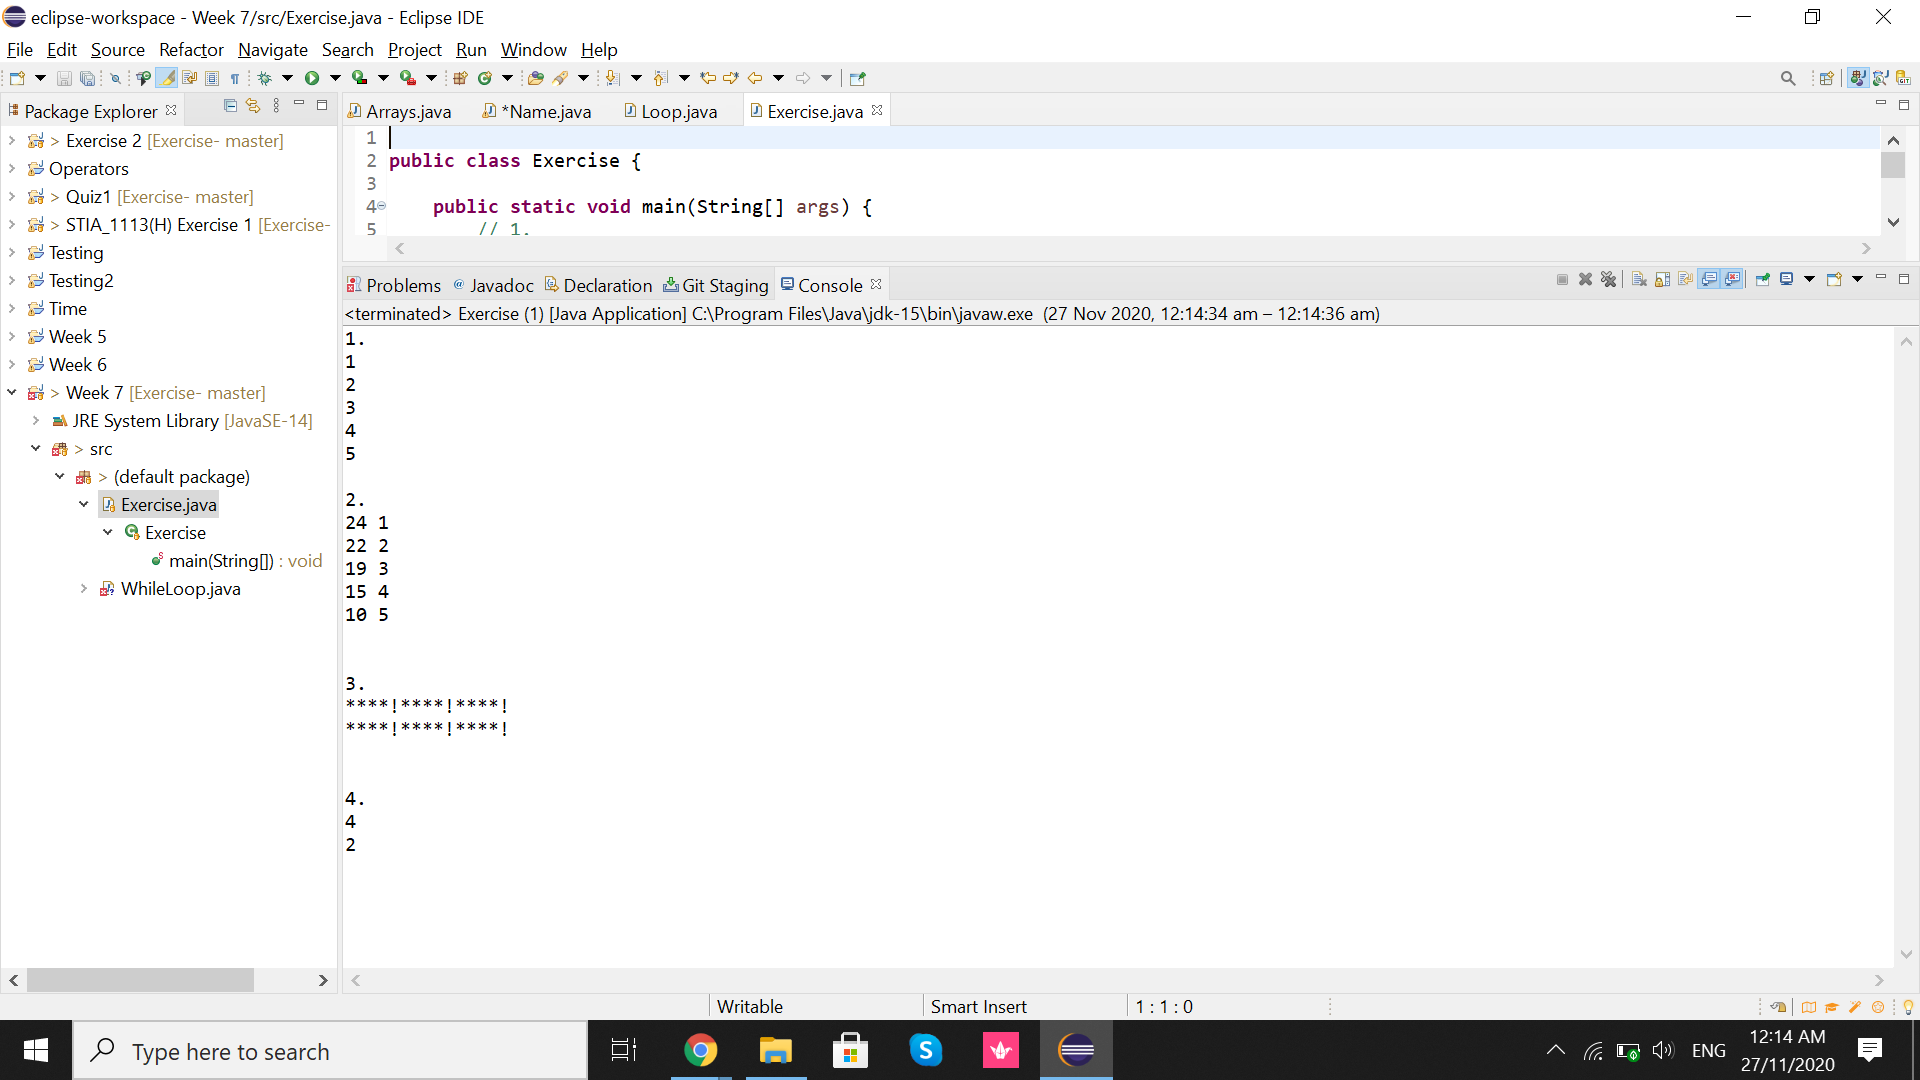 eclipse-workspace - Week 7/src/Exercise.java - Eclipse IDE
File Edit Source Refactor Navigate Search Project Run Window Help
Package Explorer
> Exercise 2 [Exercise- master]
Operators
> Quiz1 [Exercise- master]
> STIA_1113(H) Exercise 1 [Exercise-
Testing
Testing2
Time
Week 5
Week 6
> Week 7 [Exercise- master]
JRE System Library [JavaSE-14]
> src
> (default package)
Exercise.java
Exercise
main(String[]) : void
WhileLoop.java
Arrays.java *Name.java Loop.java Exercise.java
1
2 public class Exercise {
3
4 public static void main(String[] args) {
5 // 1.
Problems @ Javadoc Declaration Git Staging Console
<terminated> Exercise (1) [Java Application] C:\Program Files\Java\jdk-15\bin\javaw.exe (27 Nov 2020, 12:14:34 am – 12:14:36 am)
1.
1
2
3
4
5
2.
24 1
22 2
19 3
15 4
10 5
3.
****!****!****!
****!****!****!
4.
4
2
Writable Smart Insert 1 : 1 : 0
Type here to search
S
ENG
12:14 AM
27/11/2020